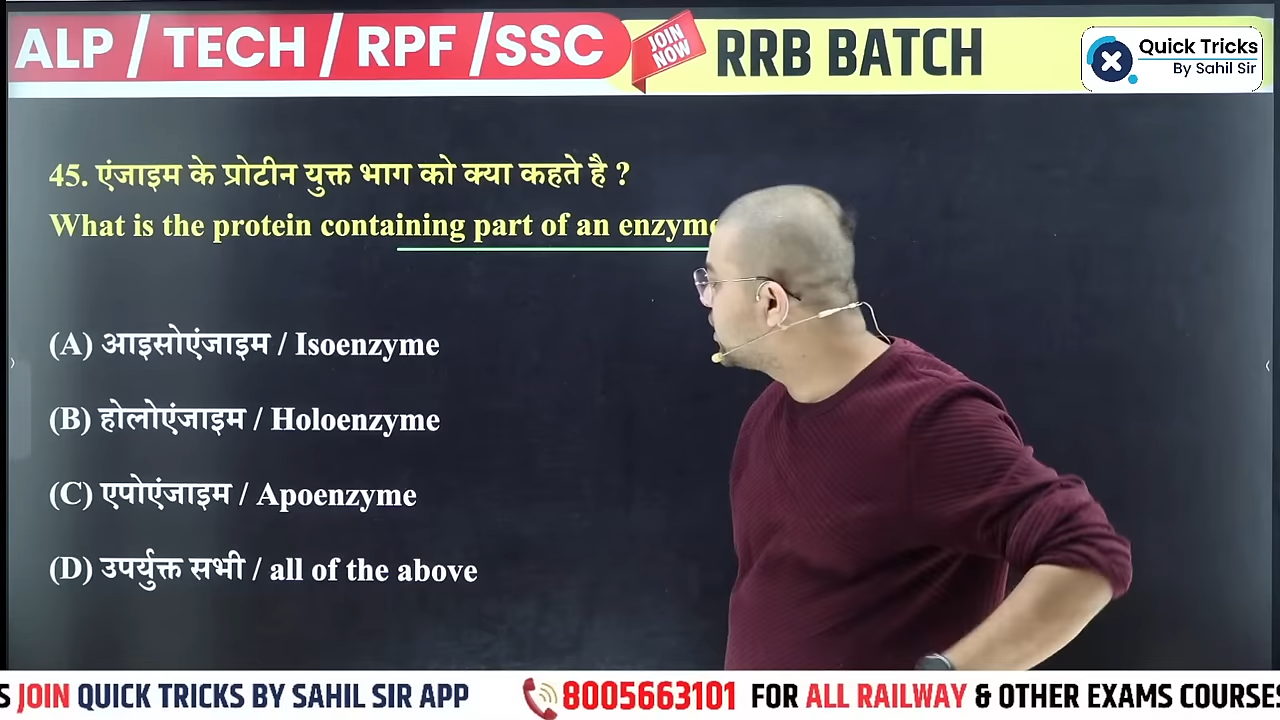 ALP / TECH / RPF / SSC
JOIN NOW
RRB BATCH
Quick Tricks
By Sahil Sir
45. एंजाइम के प्रोटीन युक्त भाग को क्या कहते है ?
What is the protein containing part of an enzyme
(A) आइसोएंजाइम / Isoenzyme
(B) होलोएंजाइम / Holoenzyme
(C) एपोएंजाइम / Apoenzyme
(D) उपर्युक्त सभी / all of the above
S JOIN QUICK TRICKS BY SAHIL SIR APP 8005663101 FOR ALL RAILWAY & OTHER EXAMS COURSES